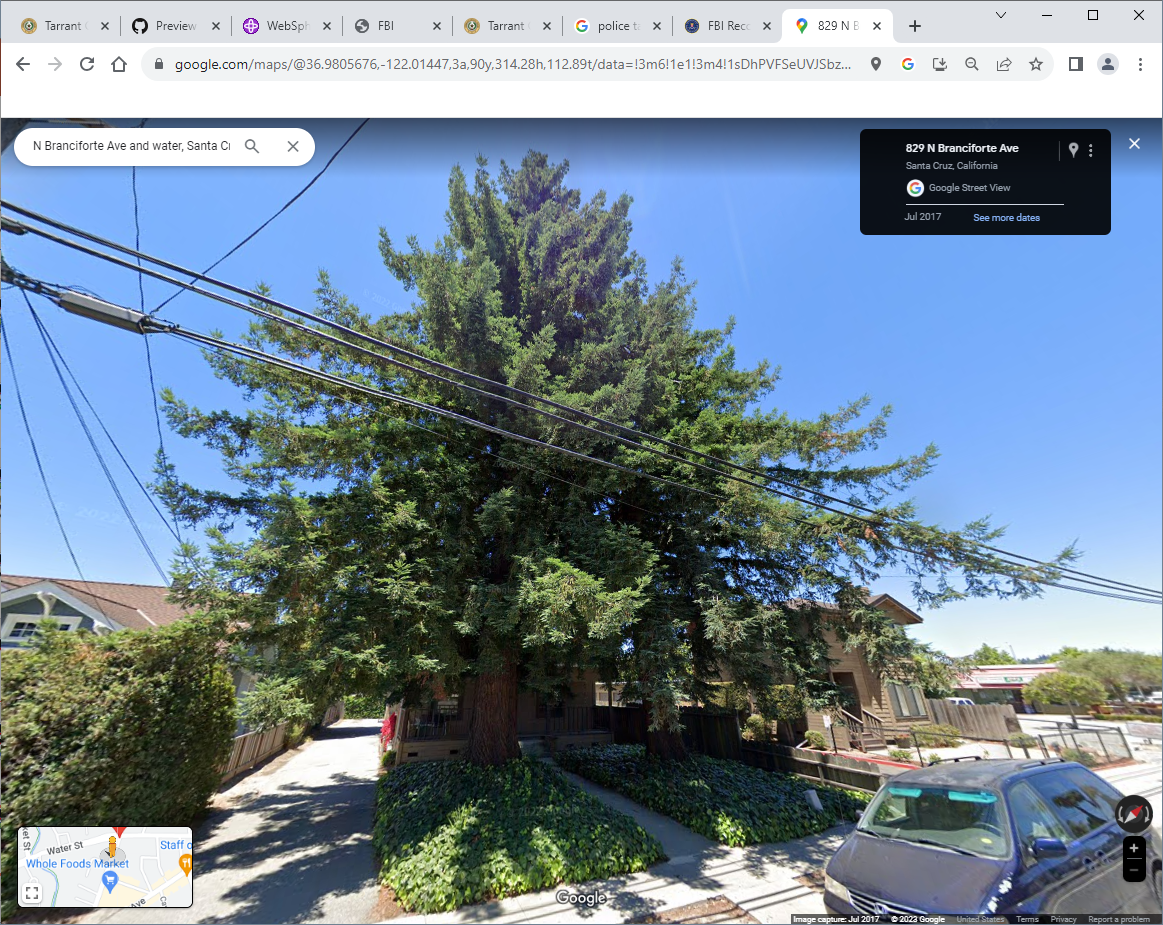 Tarrant
Preview
WebSph
FBI
Tarrant
police ta
FBI Rec
829 N B
google.com/maps/@36.9805676,-122.01447,3a,90y,314.28h,112.89t/data=!3m6!1e1!3m4!1sDhPVFSeUVJSbz...
N Branciforte Ave and water, Santa Cr
829 N Branciforte Ave
Santa Cruz, California
Google Street View
Jul 2017 See more dates
Water St
Staff o
Whole Foods Market
Ave
Google
Image capture: Jul 2017 © 2023 Google United States Terms Privacy Report a problem